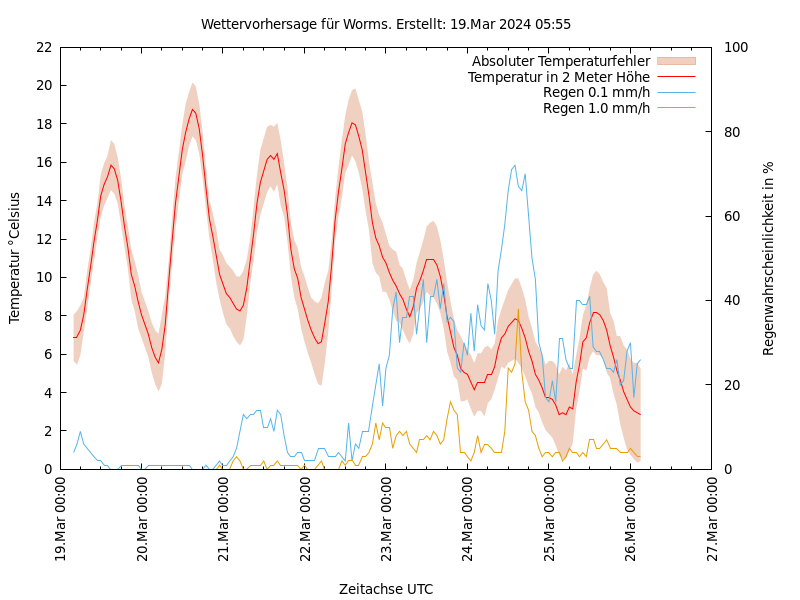 Wettervorhersage für Worms. Erstellt: 19.Mar 2024 05:55
Absoluter Temperaturfehler
Temperatur in 2 Meter Höhe
Regen 0.1 mm/h
Regen 1.0 mm/h
Temperatur °Celsius
22
20
18
16
14
12
10
8
6
4
2
0
100
80
60
40
20
0
Regenwahrscheinlichkeit in %
19.Mar 00:00
20.Mar 00:00
21.Mar 00:00
22.Mar 00:00
23.Mar 00:00
24.Mar 00:00
25.Mar 00:00
26.Mar 00:00
27.Mar 00:00
Zeitachse UTC